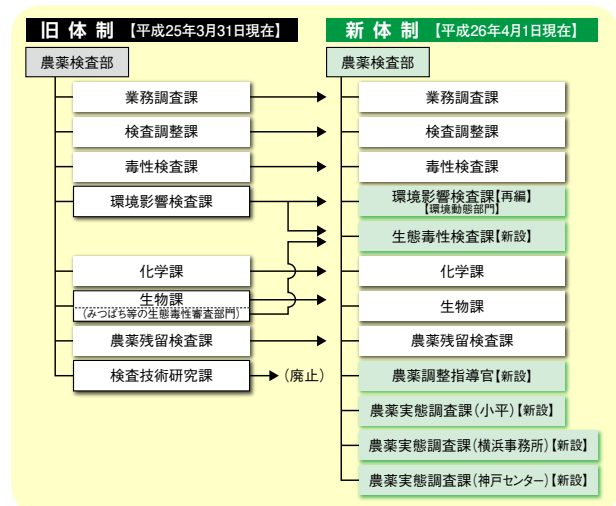 旧体制【平成25年3月31日現在】
農薬検査部
業務調査課
検査調整課
毒性検査課
環境影響検査課
化学課
生物課
(みつばち等の生態毒性審査部門)
農薬残留検査課
検査技術研究課
(廃止)
新体制【平成26年4月1日現在】
農薬検査部
業務調査課
検査調整課
毒性検査課
環境影響検査課【再編】
【環境動態部門】
生態毒性検査課【新設】
化学課
生物課
農薬残留検査課
農薬調整指導官【新設】
農薬実態調査課(小平)【新設】
農薬実態調査課(横浜事務所)【新設】
農薬実態調査課(神戸センター)【新設】